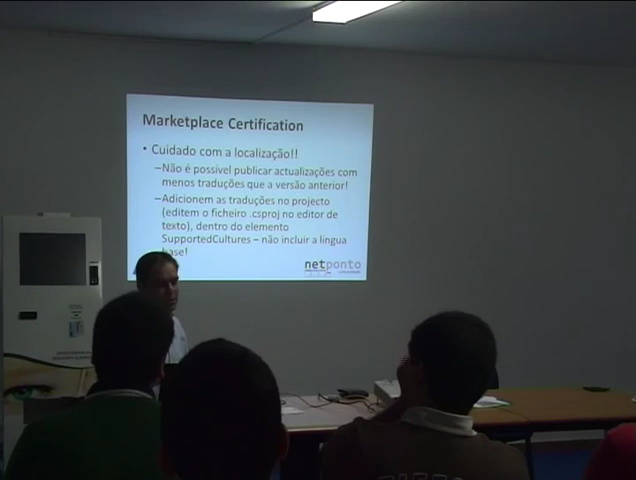 Marketplace Certification
• Cuidado com a localização!!
–Não é possível publicar actualizações com
menos traduções que a versão anterior!
–Adicionem as traduções no projecto
(editem o ficheiro .csproj no editor de
texto), dentro do elemento
SupportedCultures – não incluir a língua
base!
netponto